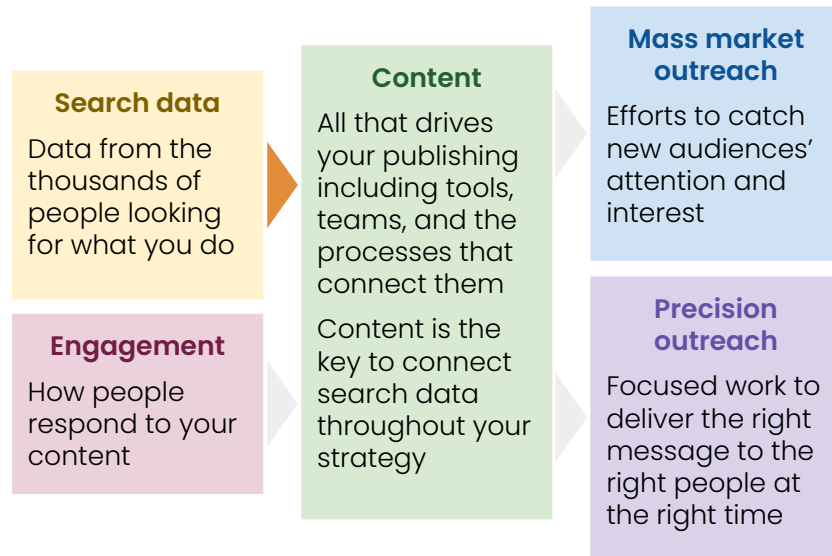 Search data
Data from the
thousands of
people looking
for what you do
Engagement
How people
respond to your
content
Content
All that drives
your publishing
including tools,
teams, and the
processes that
connect them
Content is the
key to connect
search data
throughout your
strategy
Mass market
outreach
Efforts to catch
new audiences’
attention and
interest
Precision
outreach
Focused work to
deliver the right
message to the
right people at
the right time